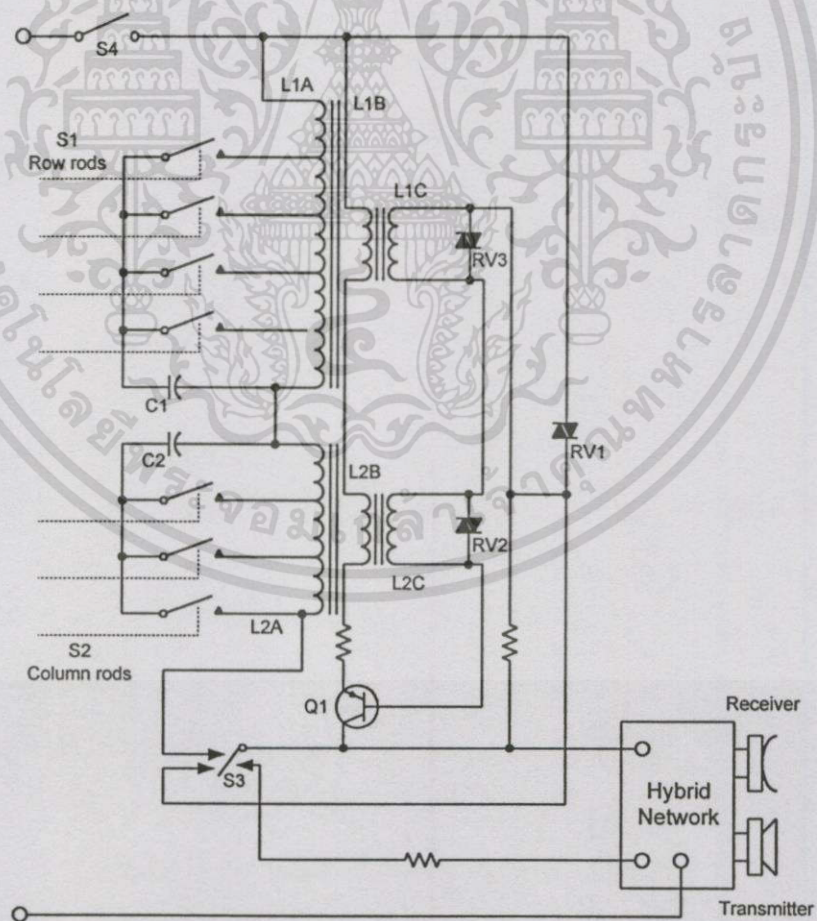 S4
L1A
L1B
S1
Row rods
L1C
RV3
C1
RV1
C2
L2B
RV2
L2C
L2A
S2
Column rods
Q1
S3
Receiver
Hybrid
Network
Transmitter